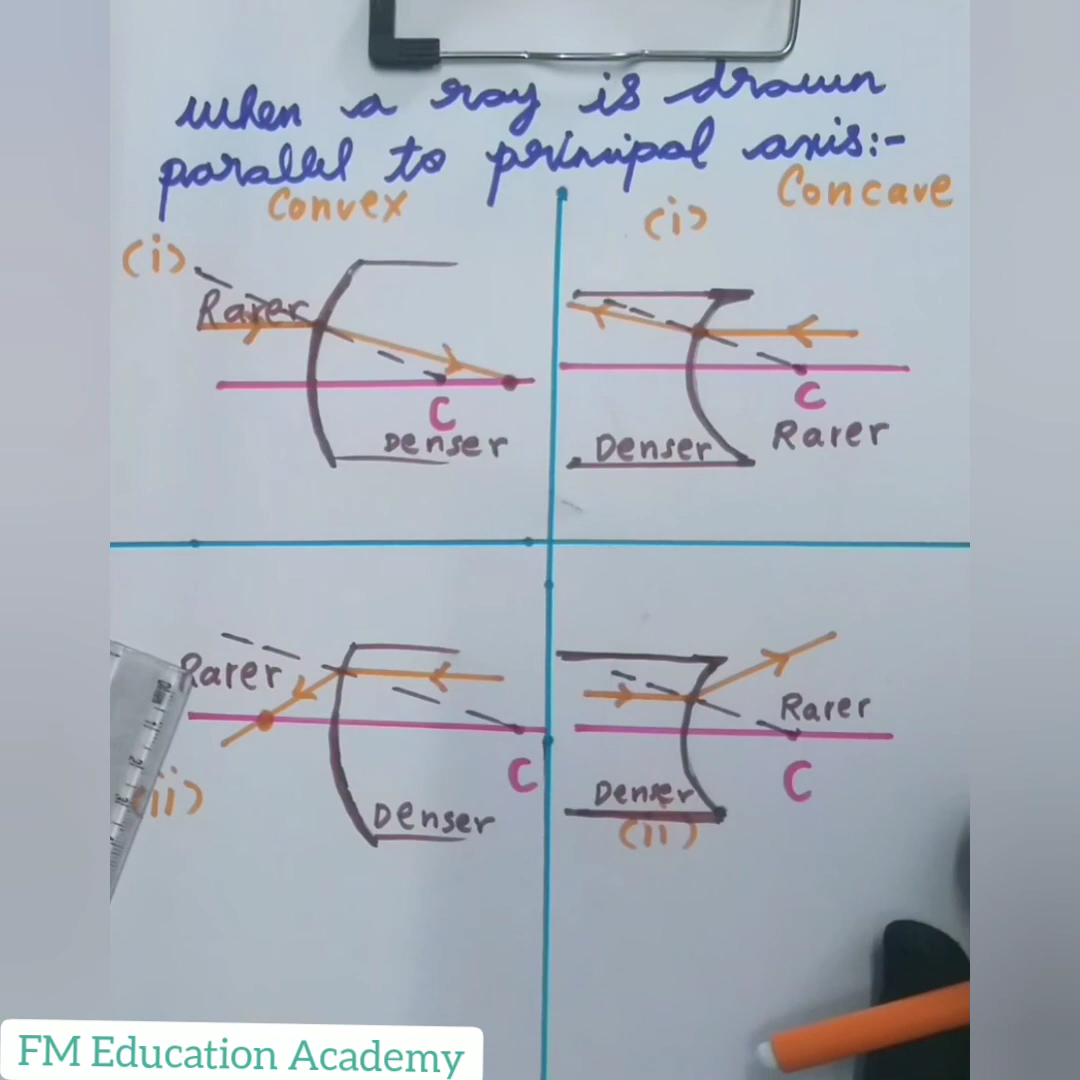 when a ray is drawn
parallel to principal axis:-
Convex
Concave
(i)
(i)
Rarer
C
Denser
C
Denser
Rarer
Rarer
C
(ii)
Denser
Rarer
C
Denser
(ii)
FM Education Academy